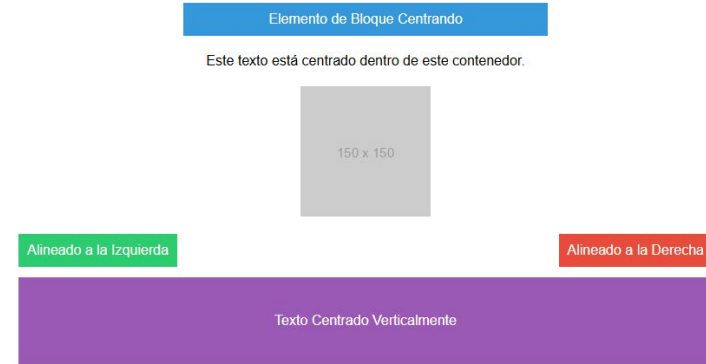 Elemento de Bloque Centrando
Este texto está centrado dentro de este contenedor.
150 x 150
Alineado a la Izquierda
Alineado a la Derecha
Texto Centrado Verticalmente